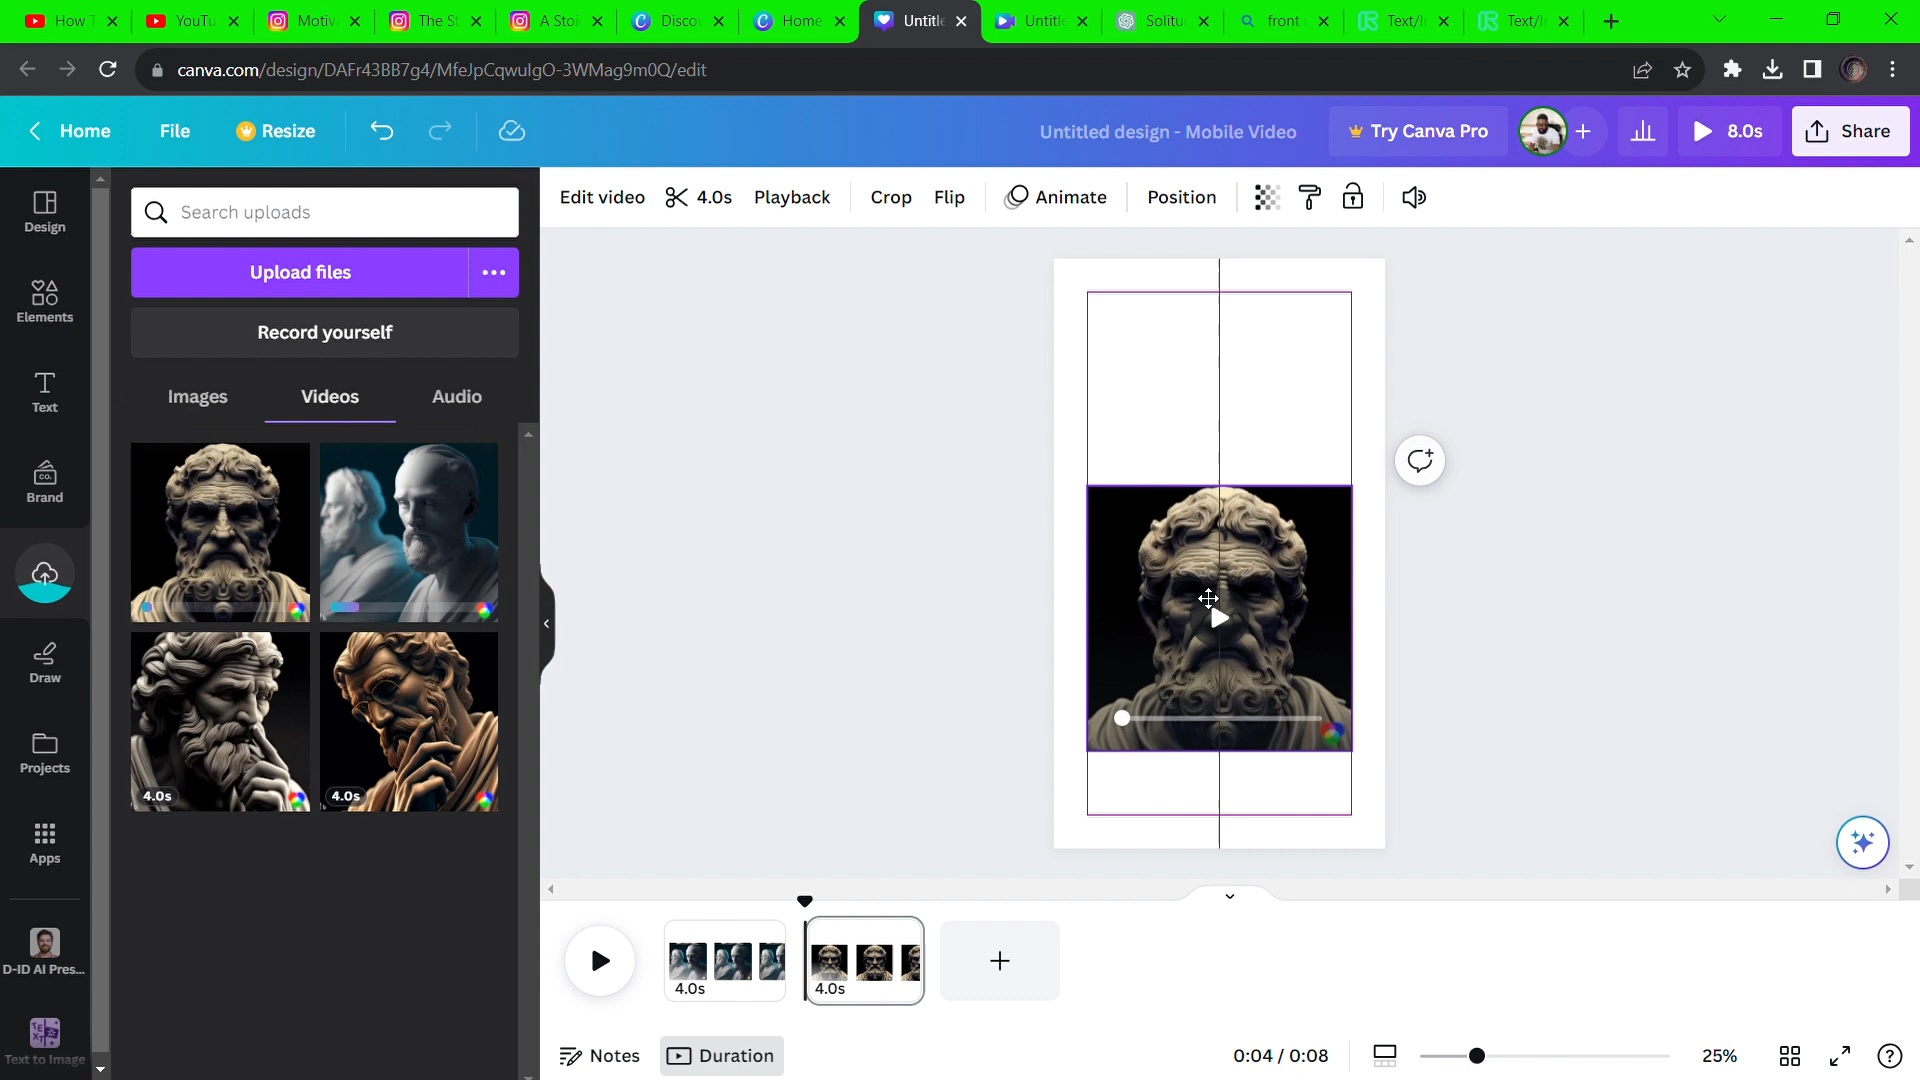 How T
YouTu
Motiv
The St
A Stoi
Discov
Home
Untitle
Untitle
Solitud
front v
Text/I
Text/I
canva.com/design/DAFr43BB7g4/MfeJpCqwulgO-3WMag9m0Q/edit
Home
File
Resize
Untitled design - Mobile Video
Try Canva Pro
8.0s
Share
Design
Elements
Text
Brand
Draw
Projects
Apps
D-ID AI Pres...
Text to Image
Search uploads
Upload files
Record yourself
Images
Videos
Audio
4.0s
4.0s
Edit video
4.0s
Playback
Crop
Flip
Animate
Position
4.0s
4.0s
Notes
Duration
0:04 / 0:08
25%